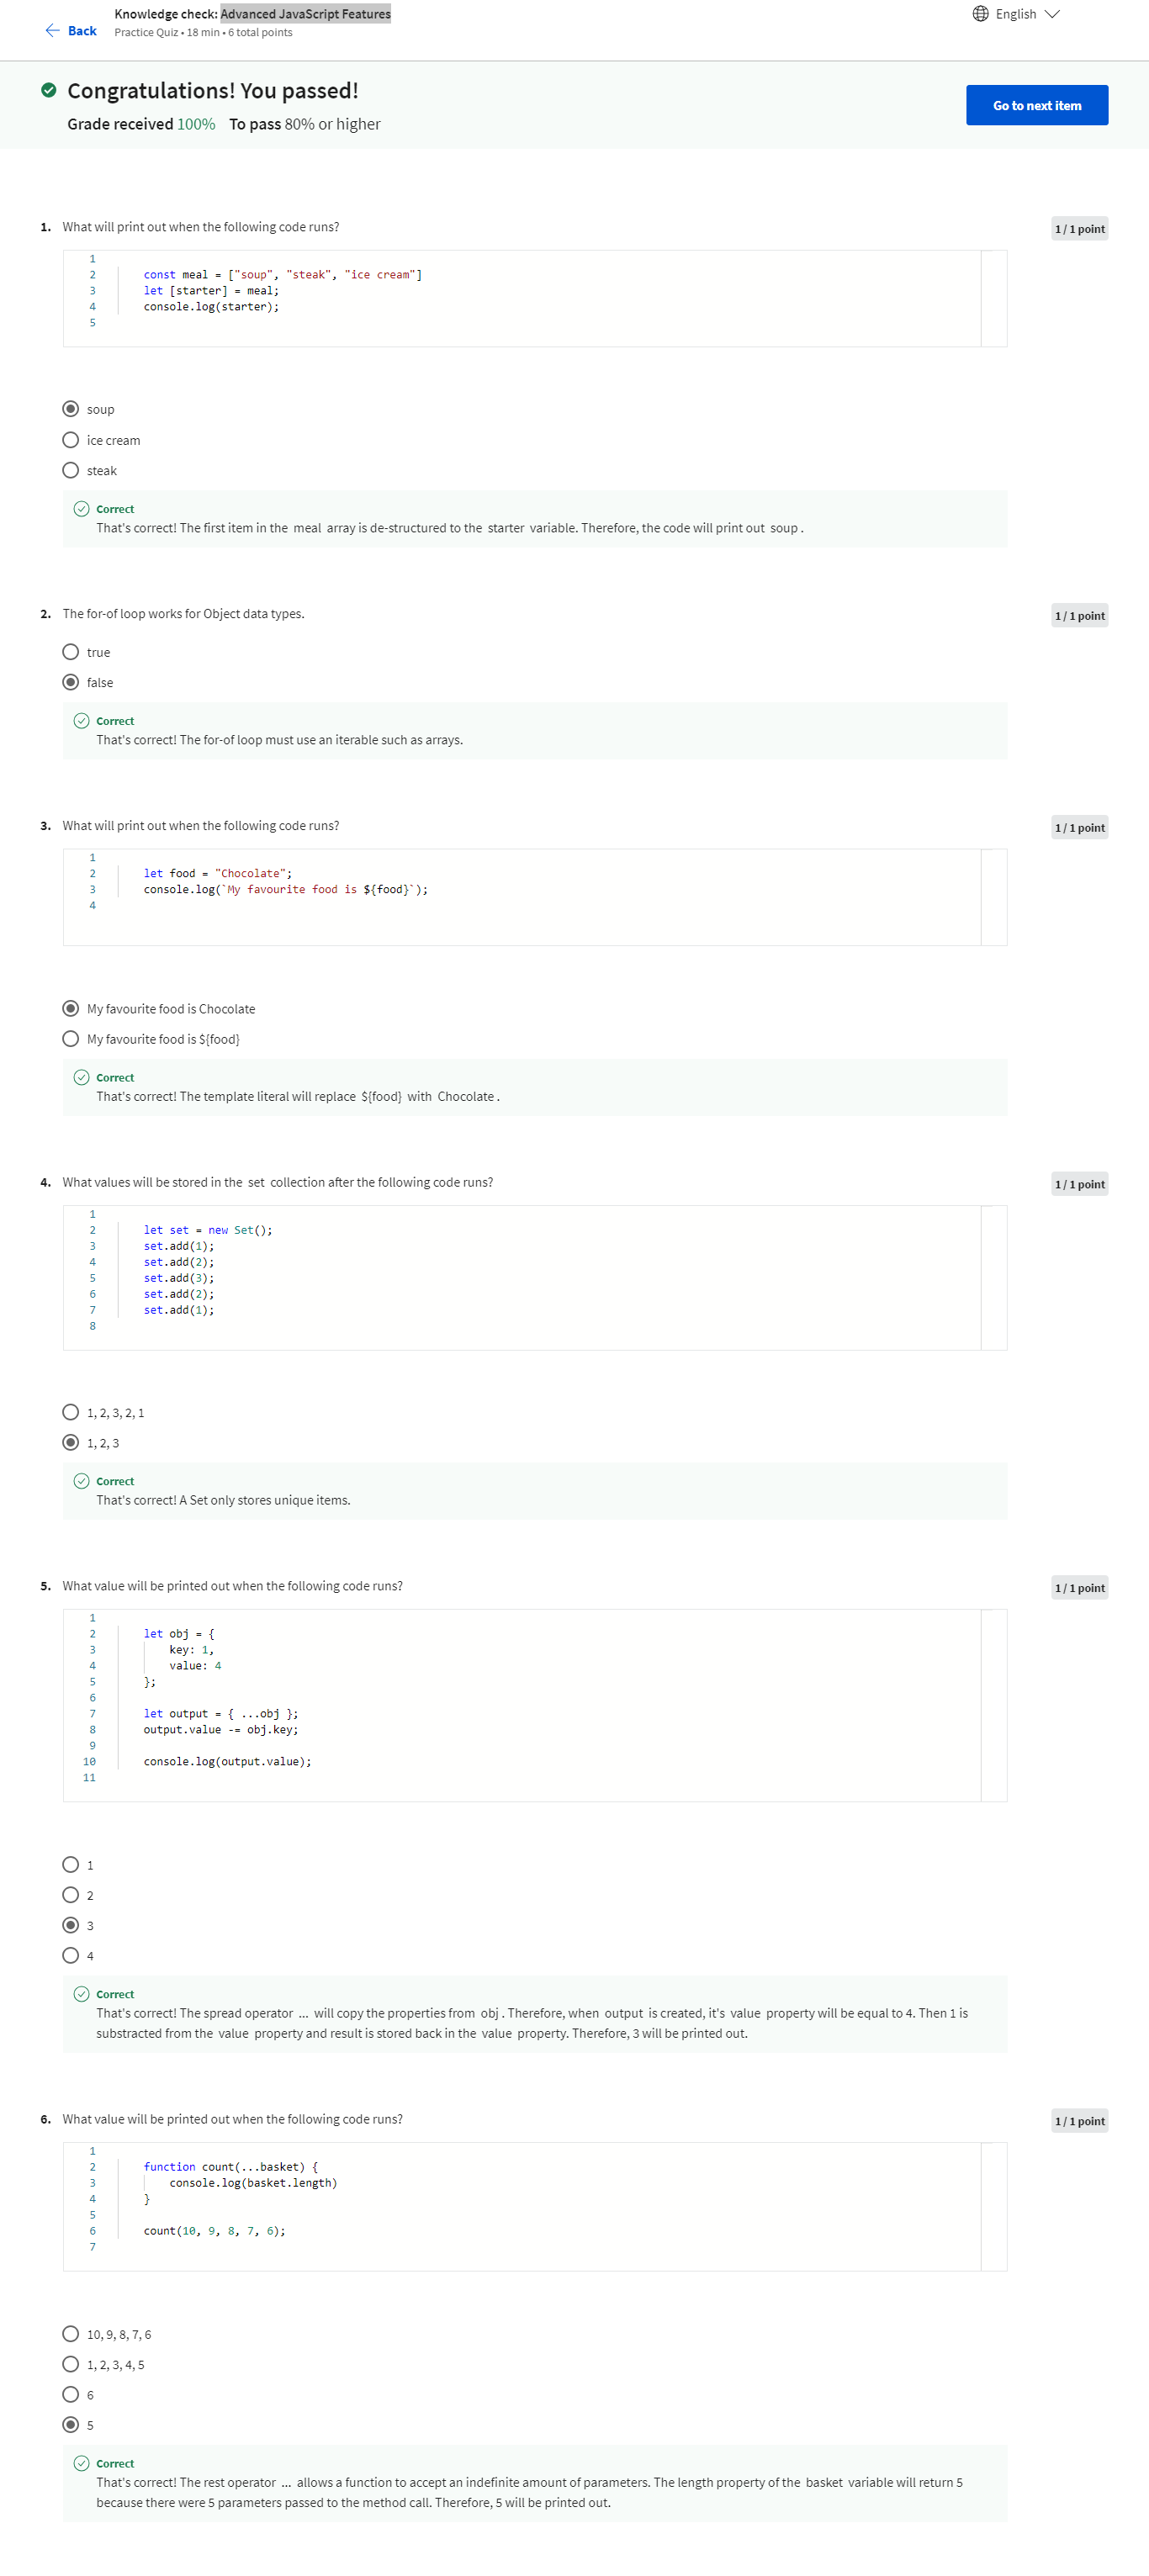 Back
Knowledge check: Advanced JavaScript Features
Practice Quiz • 18 min • 6 total points
English
Congratulations! You passed!
Grade received 100% To pass 80% or higher
Go to next item
1. What will print out when the following code runs?
1 / 1 point
1
2 const meal = ["soup", "steak", "ice cream"]
3 let [starter] = meal;
4 console.log(starter);
5
soup
ice cream
steak
Correct
That's correct! The first item in the meal array is de-structured to the starter variable. Therefore, the code will print out soup .
2. The for-of loop works for Object data types.
1 / 1 point
true
false
Correct
That's correct! The for-of loop must use an iterable such as arrays.
3. What will print out when the following code runs?
1 / 1 point
1
2 let food = "Chocolate";
3 console.log(`My favourite food is ${food}`);
4
My favourite food is Chocolate
My favourite food is ${food}
Correct
That's correct! The template literal will replace ${food} with Chocolate .
4. What values will be stored in the set collection after the following code runs?
1 / 1 point
1
2 let set = new Set();
3 set.add(1);
4 set.add(2);
5 set.add(3);
6 set.add(2);
7 set.add(1);
8
1, 2, 3, 2, 1
1, 2, 3
Correct
That's correct! A Set only stores unique items.
5. What value will be printed out when the following code runs?
1 / 1 point
1
2 let obj = {
3 key: 1,
4 value: 4
5 };
6
7 let output = { ...obj };
8 output.value -= obj.key;
9
10 console.log(output.value);
11
1
2
3
4
Correct
That's correct! The spread operator ... will copy the properties from obj . Therefore, when output is created, it's value property will be equal to 4. Then 1 is
substracted from the value property and result is stored back in the value property. Therefore, 3 will be printed out.
6. What value will be printed out when the following code runs?
1 / 1 point
1
2 function count(...basket) {
3 console.log(basket.length)
4 }
5
6 count(10, 9, 8, 7, 6);
7
10, 9, 8, 7, 6
1, 2, 3, 4, 5
6
5
Correct
That's correct! The rest operator ... allows a function to accept an indefinite amount of parameters. The length property of the basket variable will return 5
because there were 5 parameters passed to the method call. Therefore, 5 will be printed out.